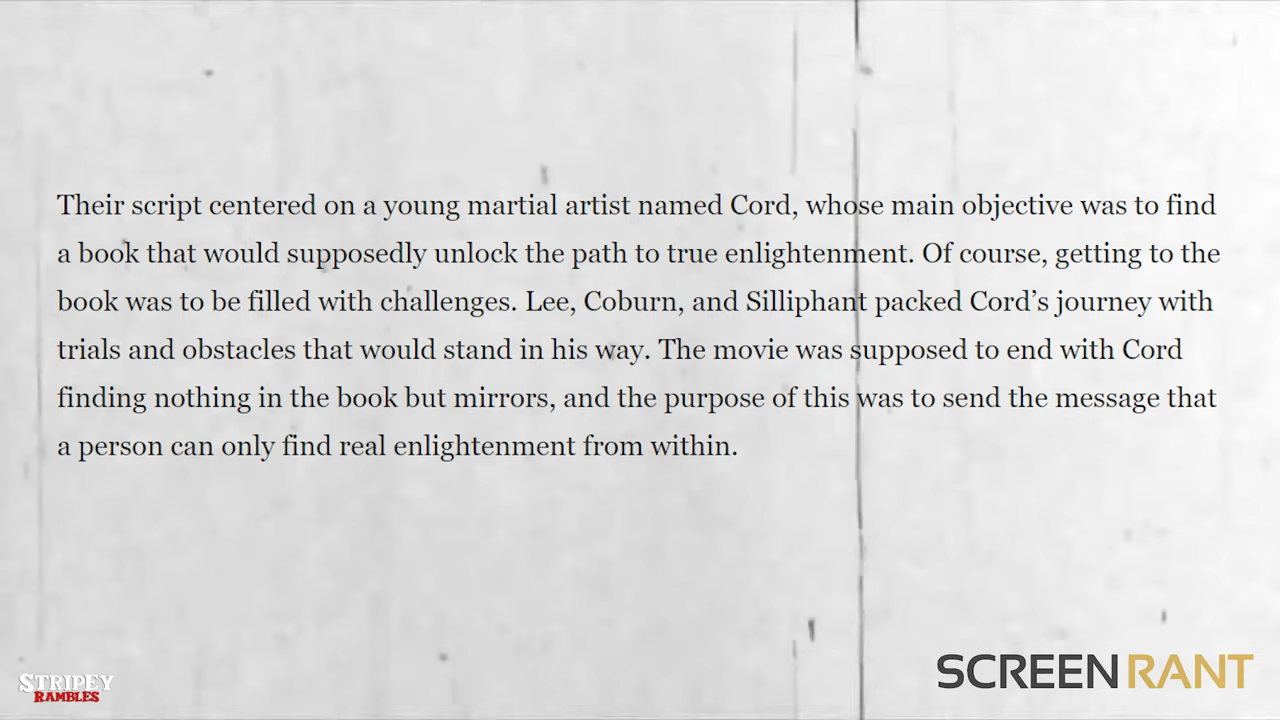 Their script centered on a young martial artist named Cord, whose main objective was to find
a book that would supposedly unlock the path to true enlightenment. Of course, getting to the
book was to be filled with challenges. Lee, Coburn, and Silliphant packed Cord’s journey with
trials and obstacles that would stand in his way. The movie was supposed to end with Cord
finding nothing in the book but mirrors, and the purpose of this was to send the message that
a person can only find real enlightenment from within.
STRIPEY
RAMBLES
SCREENRANT